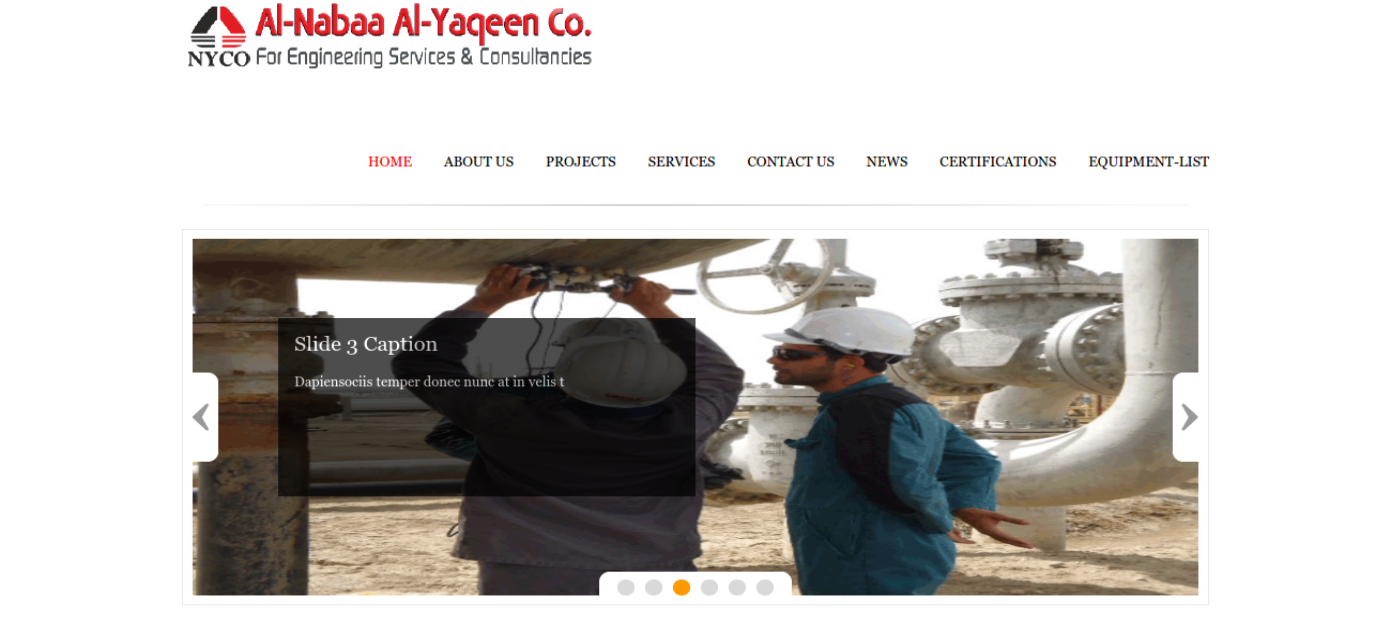 Al-Nabaa Al-Yaqeen Co.
NYCO For Engineering Services & Consultancies
HOME ABOUT US PROJECTS SERVICES CONTACT US NEWS CERTIFICATIONS EQUIPMENT-LIST
Slide 3 Caption
Dapiensociis temper donec nunc at in velis t